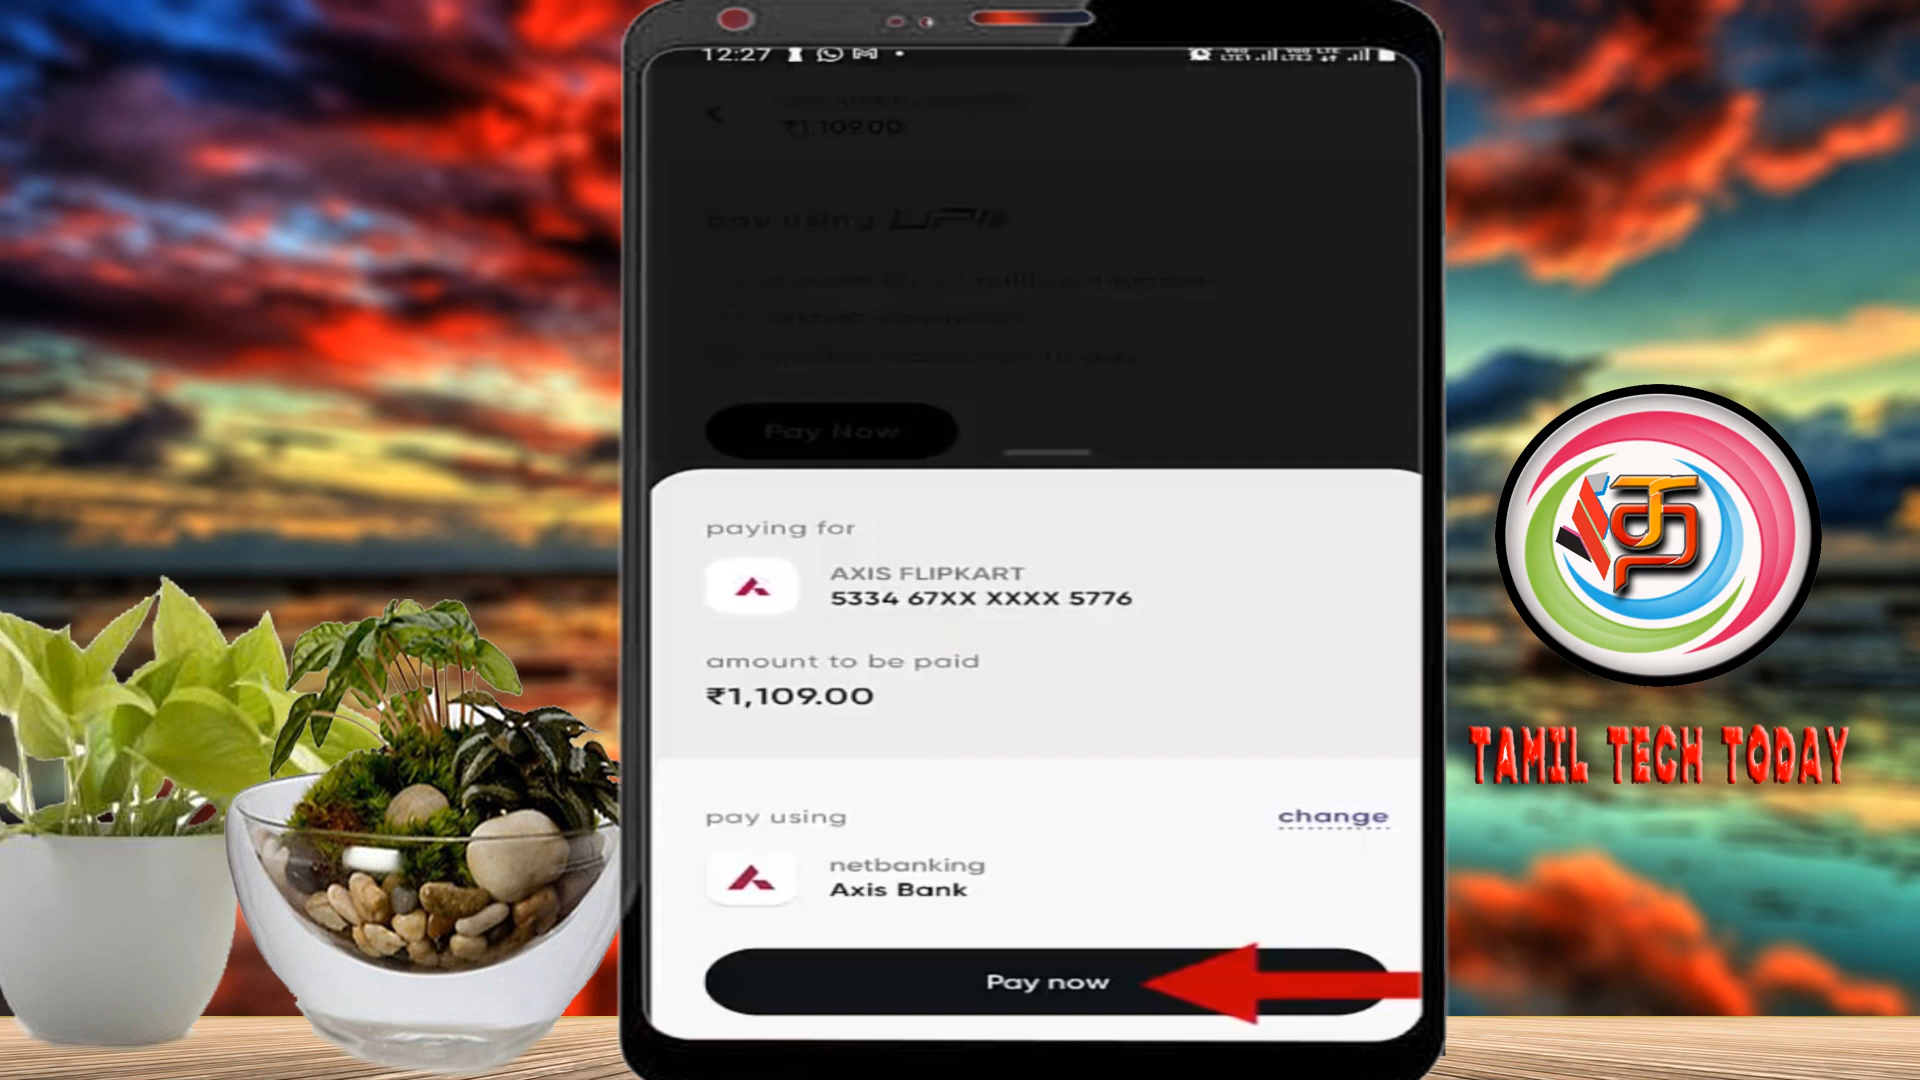 12:27
₹1,109.00
pay using UPI
Pay Now
paying for
AXIS FLIPKART
5334 67XX XXXX 5776
amount to be paid
₹1,109.00
pay using
change
netbanking
Axis Bank
Pay now
TAMIL TECH TODAY